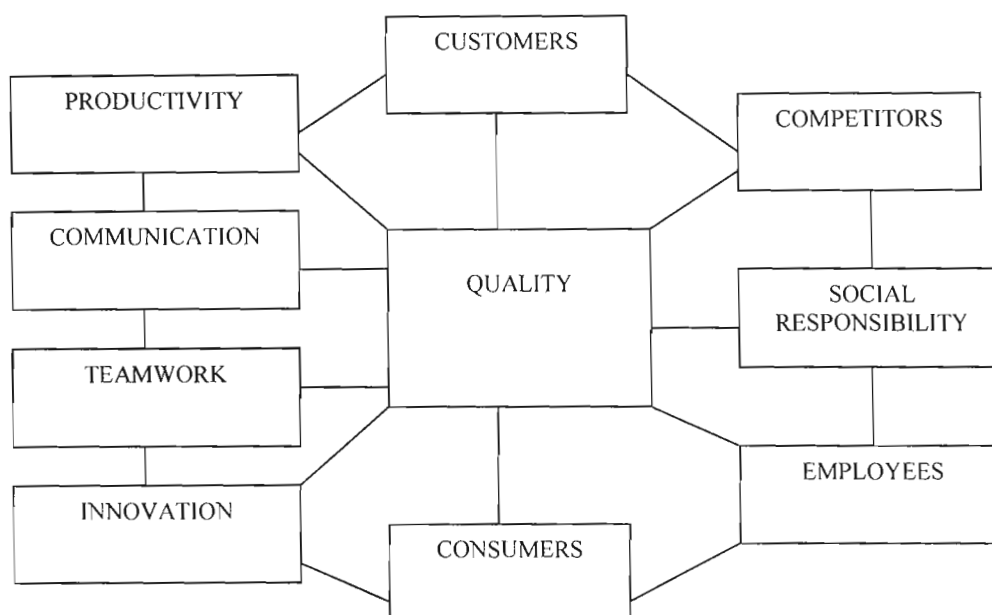 CUSTOMERS
PRODUCTIVITY
COMPETITORS
COMMUNICATION
QUALITY
SOCIAL
RESPONSIBILITY
TEAMWORK
EMPLOYEES
INNOVATION
CONSUMERS